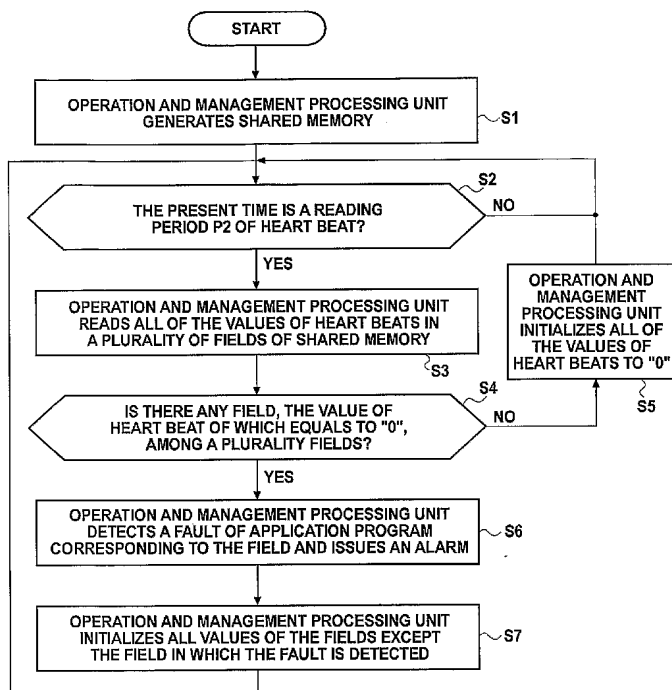 START
OPERATION AND MANAGEMENT PROCESSING UNIT
GENERATES SHARED MEMORY
S1
S2
THE PRESENT TIME IS A READING
PERIOD P2 OF HEART BEAT?
NO
YES
OPERATION AND MANAGEMENT PROCESSING UNIT
READS ALL OF THE VALUES OF HEART BEATS IN
A PLURALITY OF FIELDS OF SHARED MEMORY
S3
OPERATION AND
MANAGEMENT
PROCESSING UNIT
INITIALIZES ALL OF
THE VALUES OF
HEART BEATS TO "0"
S5
S4
IS THERE ANY FIELD, THE VALUE OF
HEART BEAT OF WHICH EQUALS TO "0",
AMONG A PLURALITY FIELDS?
NO
YES
OPERATION AND MANAGEMENT PROCESSING UNIT
DETECTS A FAULT OF APPLICATION PROGRAM
CORRESPONDING TO THE FIELD AND ISSUES AN ALARM
S6
OPERATION AND MANAGEMENT PROCESSING UNIT
INITIALIZES ALL VALUES OF THE FIELDS EXCEPT
THE FIELD IN WHICH THE FAULT IS DETECTED
S7